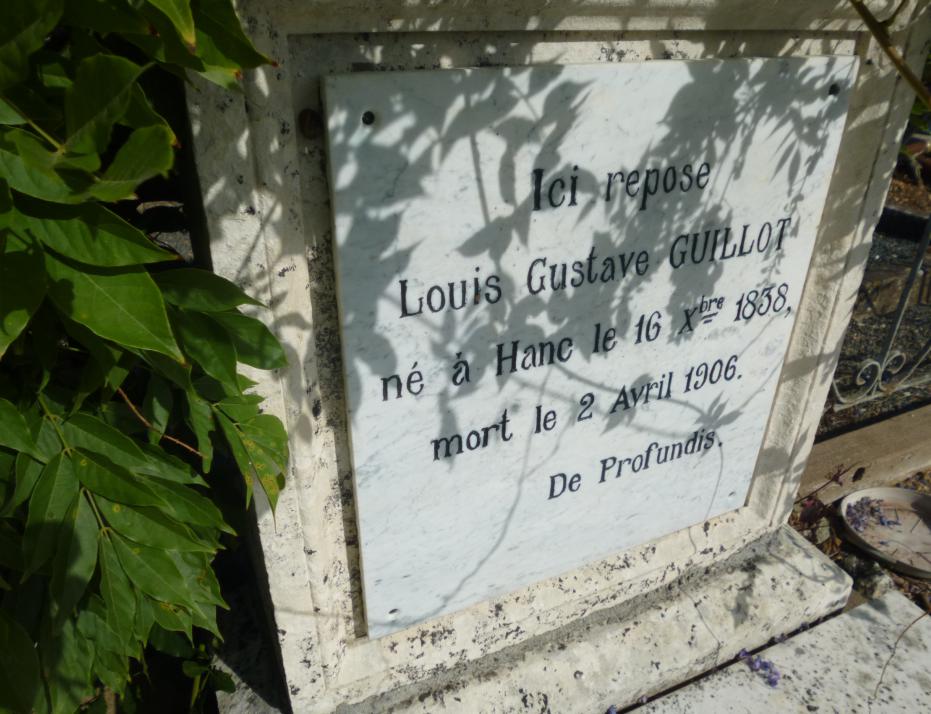 Ici repose
Louis Gustave GUILLOT
né à Hanc le 16 Xbre 1838,
mort le 2 Avril 1906.
De Profundis.